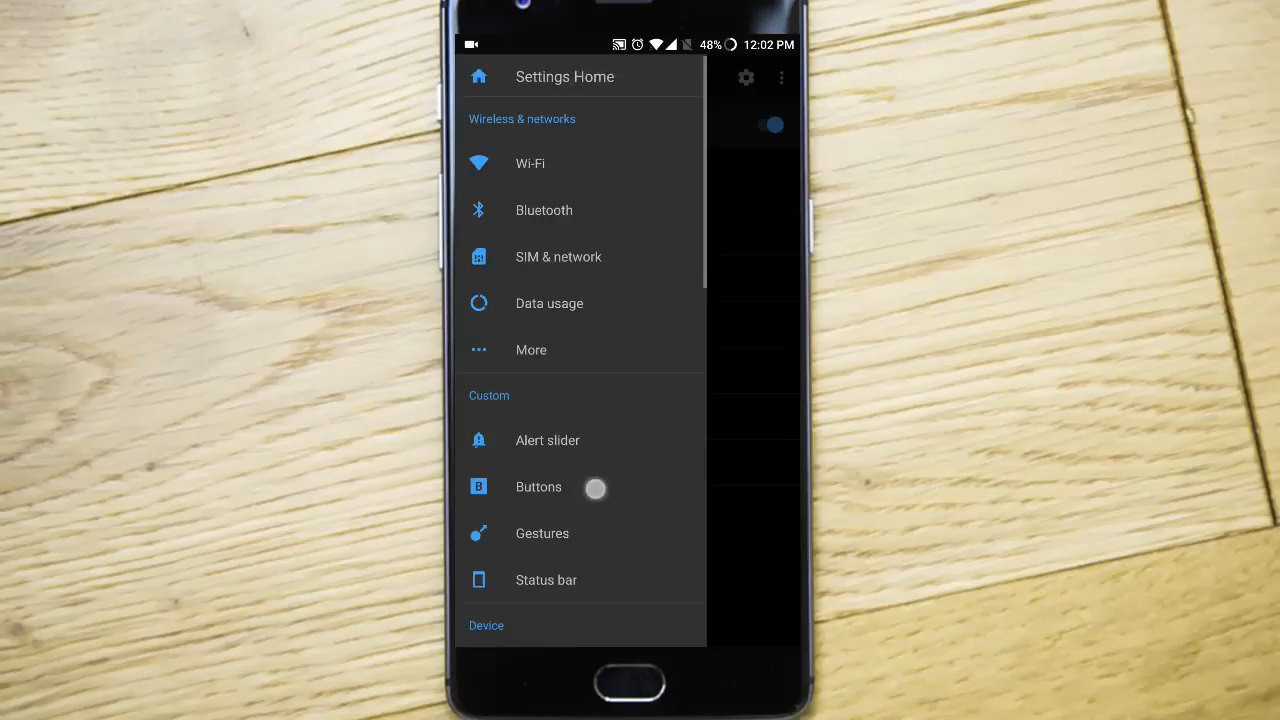 48% 12:02 PM
Settings Home
Wireless & networks
Wi-Fi
Bluetooth
SIM & network
Data usage
More
Custom
Alert slider
B Buttons
Gestures
Status bar
Device